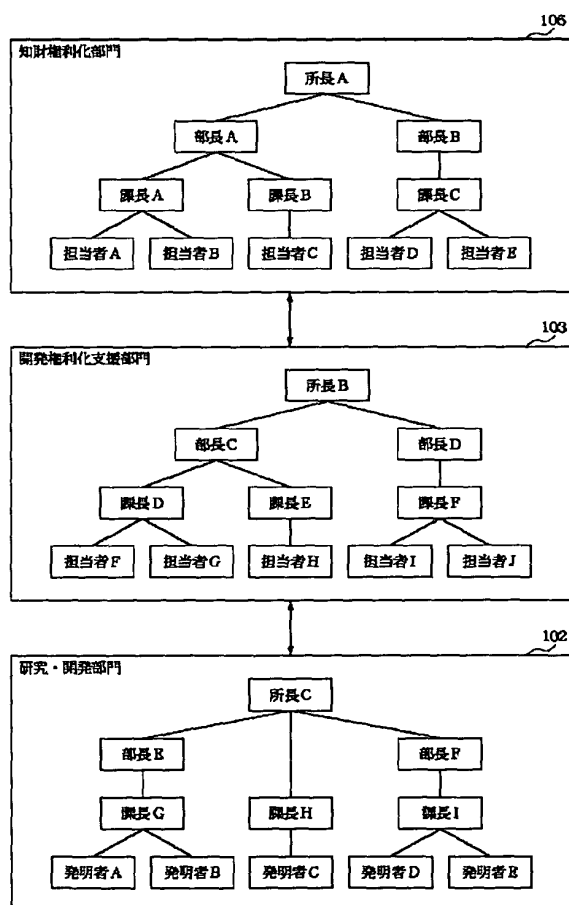 105
知財権利化部門
所長A
部長A 部長B
課長A 課長B 課長C
担当者A 担当者B 担当者C 担当者D 担当者E
103
開発権利化支援部門
所長B
部長C 部長D
課長D 課長E 課長F
担当者F 担当者G 担当者H 担当者I 担当者J
102
研究・開発部門
所長C
部長E 部長F
課長G 課長H 課長I
発明者A 発明者B 発明者C 発明者D 発明者E